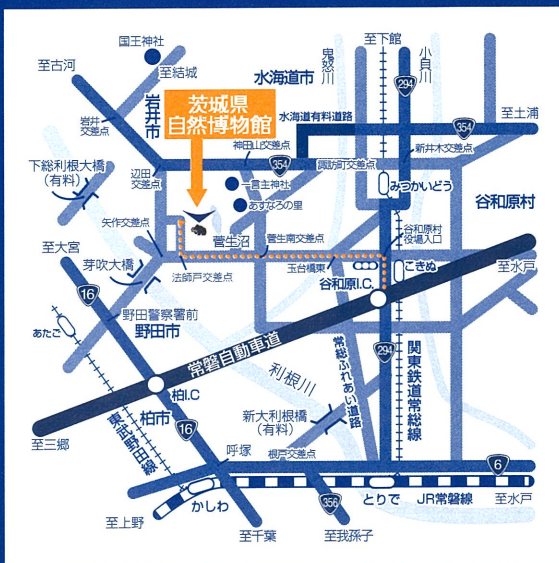 国王神社
至古河
至結城
鬼怒川
至下館
小貝川
294
水海道市
岩井市
茨城県
自然博物館
水海道有料道路
354
至土浦
岩井
交差点
神田山交差点
354
諏訪町交差点
新井木交差点
下総利根大橋
(有料)
辺田
交差点
一言主神社
あすなろの里
みつかいどう
谷和原村
矢作交差点
菅生沼
菅生南交差点
谷和原村
役場入口
至大宮
法師戸交差点
玉台橋東
こきぬ
至水戸
芽吹大橋
谷和原I.C.
16
あたご
野田警察署前
野田市
常磐自動車道
294
利根川
常総ふれあい道路
関東鉄道常総線
柏I.C
柏市
16
新大利根橋
(有料)
至三郷
東武野田線
呼塚
根戸交差点
6
かしわ
356
とりで
JR常磐線
至水戸
至上野
至千葉
至我孫子